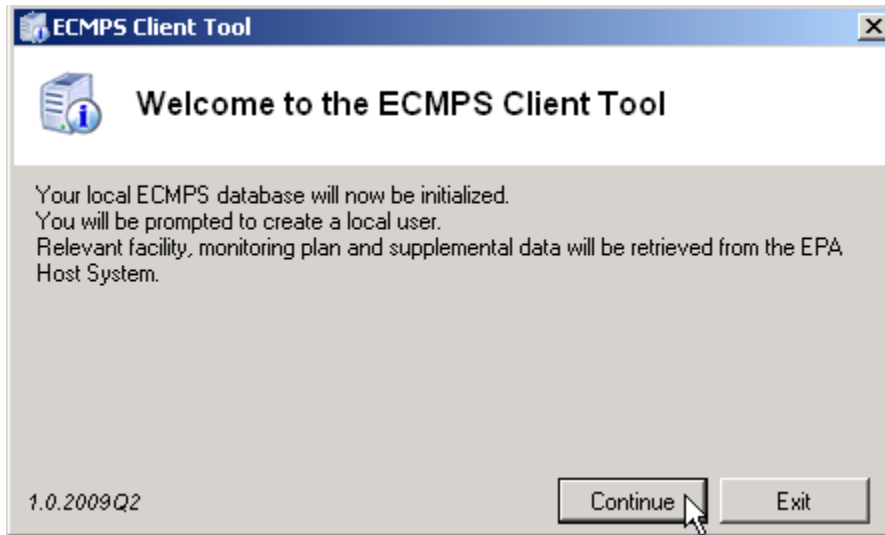 ECMPS Client Tool
Welcome to the ECMPS Client Tool
Your local ECMPS database will now be initialized.
You will be prompted to create a local user.
Relevant facility, monitoring plan and supplemental data will be retrieved from the EPA
Host System.
1.0.2009Q2
Continue
Exit